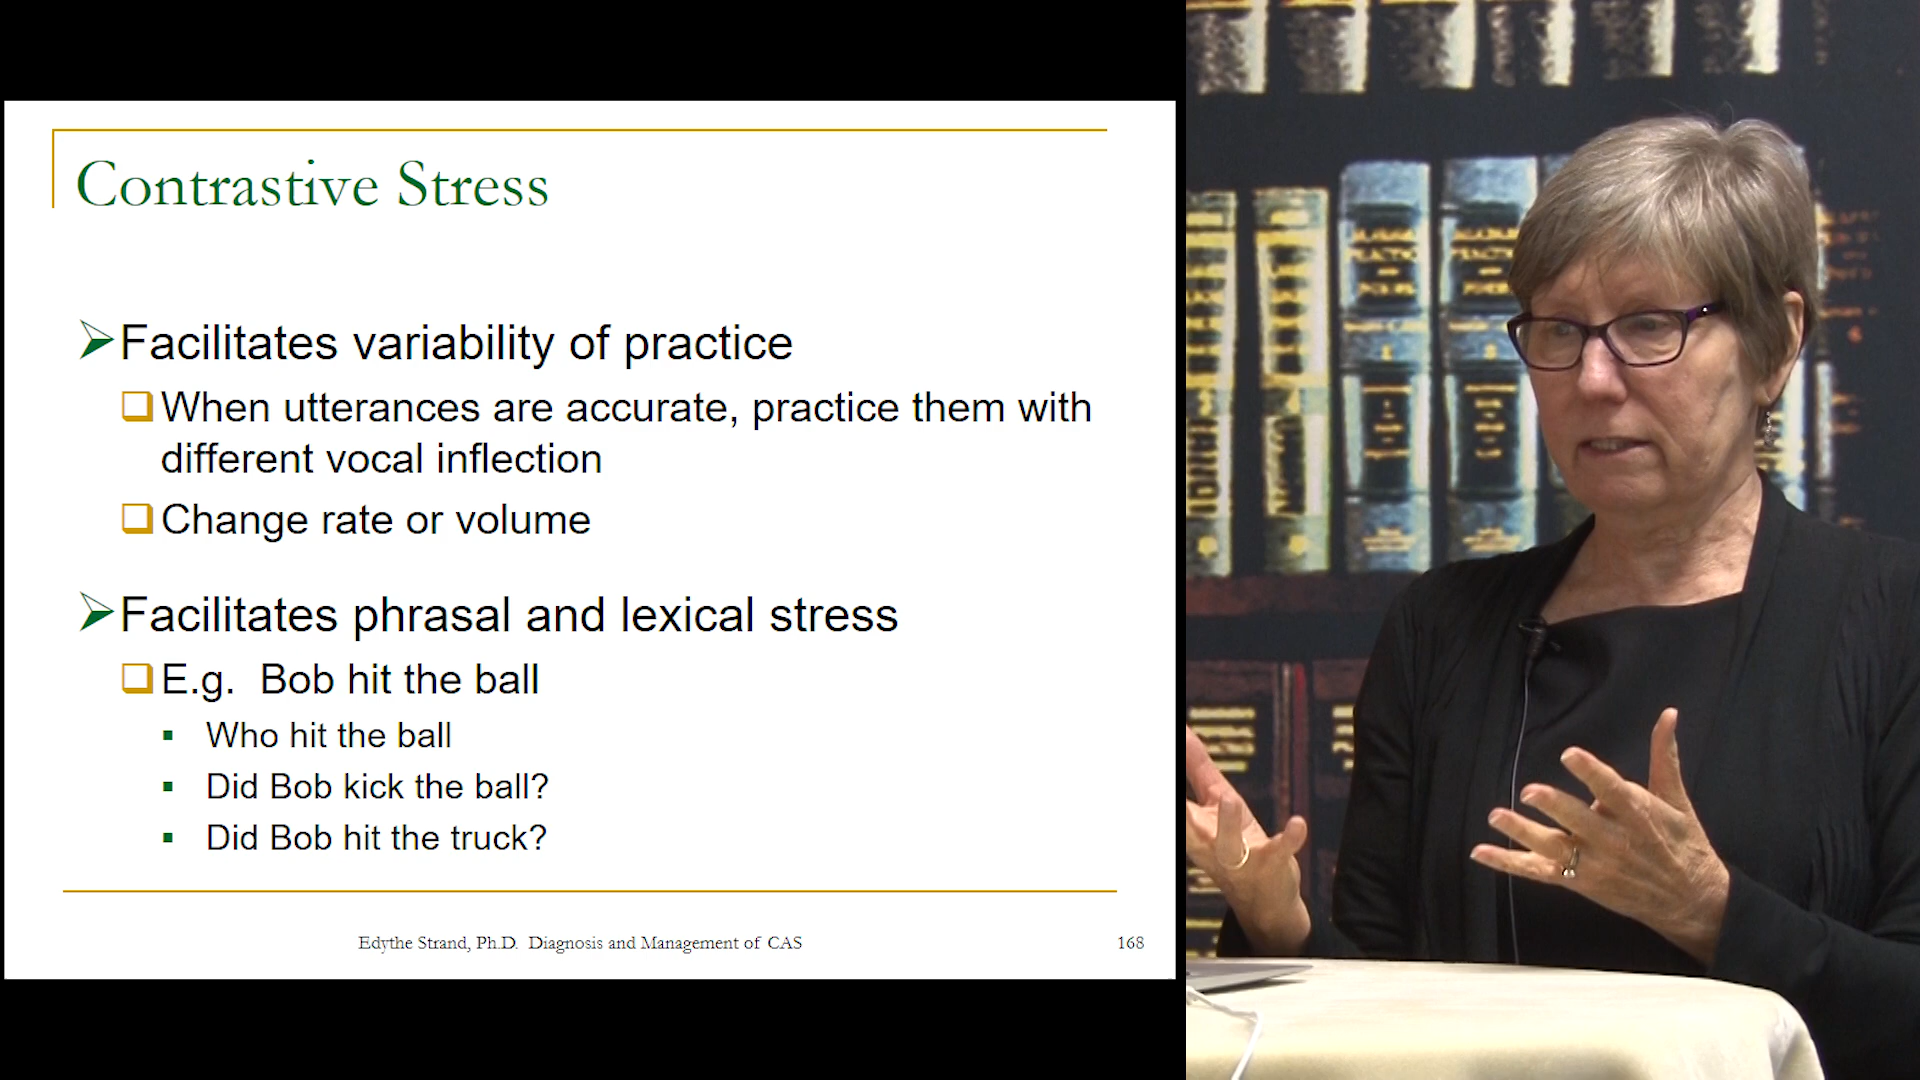 Contrastive Stress
Facilitates variability of practice
When utterances are accurate, practice them with
different vocal inflection
Change rate or volume
Facilitates phrasal and lexical stress
E.g. Bob hit the ball
Who hit the ball
Did Bob kick the ball?
Did Bob hit the truck?
Edythe Strand, Ph.D. Diagnosis and Management of CAS
168